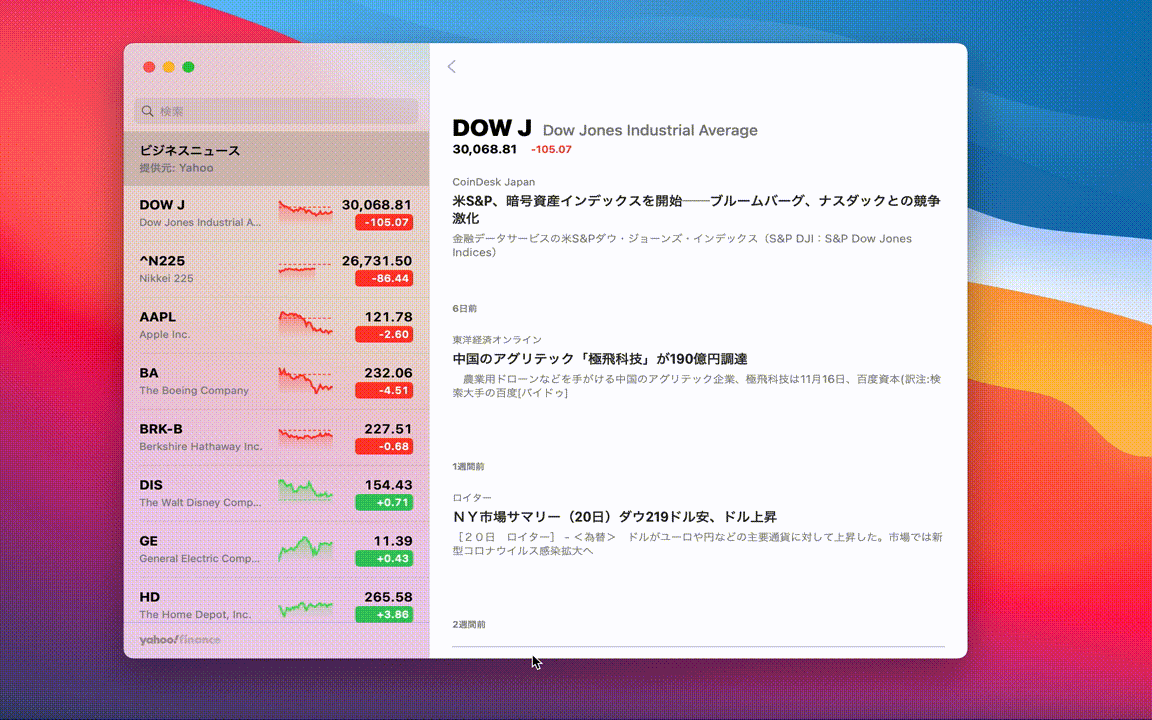 検索
ビジネスニュース
提供元: Yahoo
DOW J 30,068.81
Dow Jones Industrial A... -105.07
^N225 26,731.50
Nikkei 225 -86.44
AAPL 121.78
Apple Inc. -2.60
BA 232.06
The Boeing Company -4.51
BRK-B 227.51
Berkshire Hathaway Inc. -0.68
DIS 154.43
The Walt Disney Comp... +0.71
GE 11.39
General Electric Comp... +0.43
HD 265.58
The Home Depot, Inc. +3.86
yahoo!finance
DOW J Dow Jones Industrial Average
30,068.81 -105.07
CoinDesk Japan
米S&P、暗号資産インデックスを開始──ブルームバーグ、ナスダックとの競争
激化
金融データサービスの米S&Pダウ・ジョーンズ・インデックス（S&P DJI：S&P Dow Jones
Indices）
6日前
東洋経済オンライン
中国のアグリテック「極飛科技」が190億円調達
農業用ドローンなどを手がける中国のアグリテック企業、極飛科技は11月16日、百度資本(訳注:検
索大手の百度[バイドゥ]
1週間前
ロイター
ＮＹ市場サマリー（20日）ダウ219ドル安、ドル上昇
［２０日　ロイター］ - ＜為替＞　ドルがユーロや円などの主要通貨に対して上昇した。市場では新
型コロナウイルス感染拡大へ
2週間前